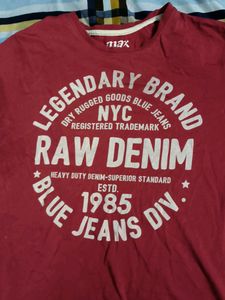 max
LEGENDARY BRAND
DRY RUGGED GOODS BLUE JEANS
NYC
REGISTERED TRADEMARK
RAW DENIM
HEAVY DUTY DENIM-SUPERIOR STANDARD
ESTD.
1985
BLUE JEANS DIV.